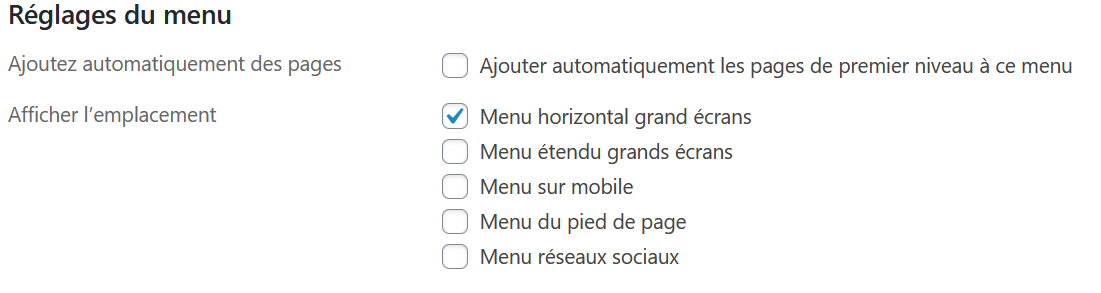 Réglages du menu
Ajoutez automatiquement des pages
Ajouter automatiquement les pages de premier niveau à ce menu
Afficher l’emplacement
Menu horizontal grand écrans
Menu étendu grands écrans
Menu sur mobile
Menu du pied de page
Menu réseaux sociaux